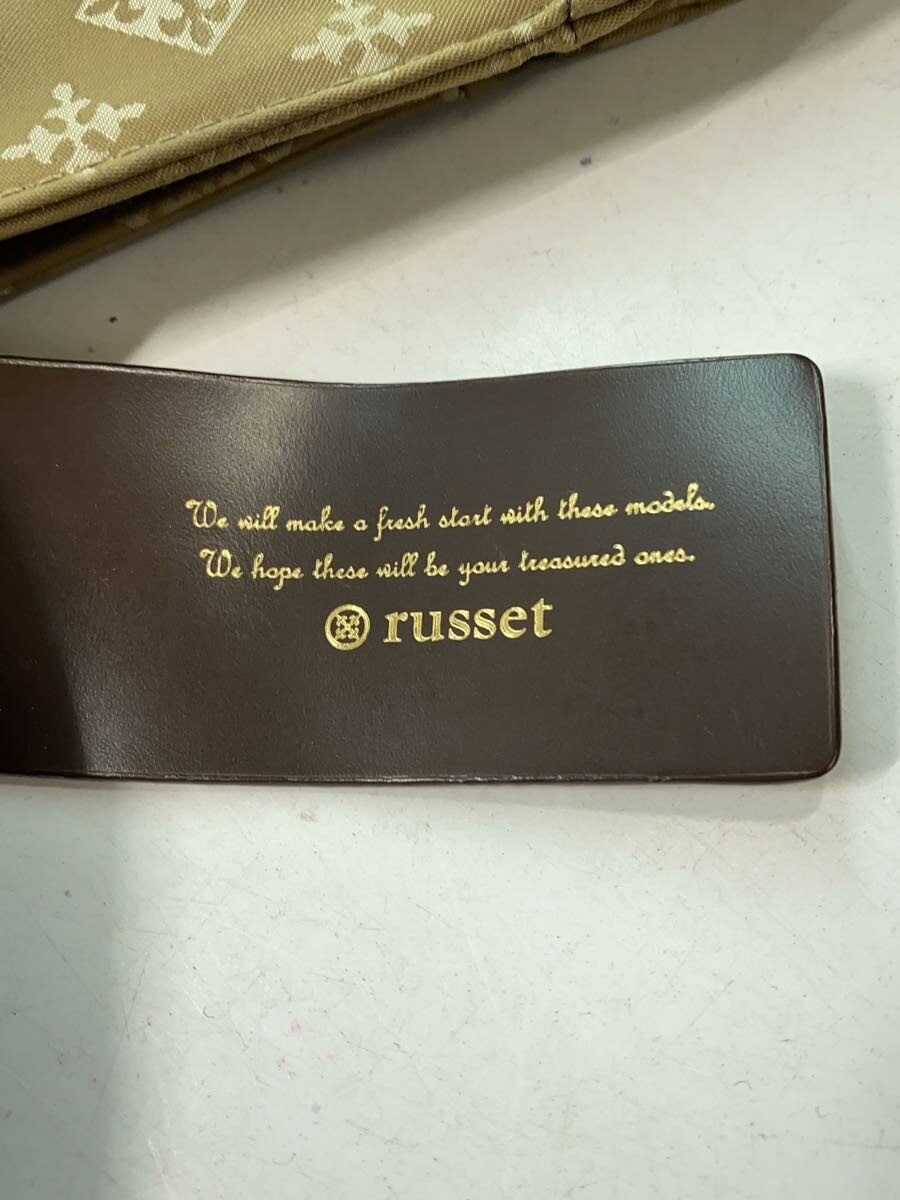 We will make a fresh start with these models.
We hope these will be your treasured ones.
russet